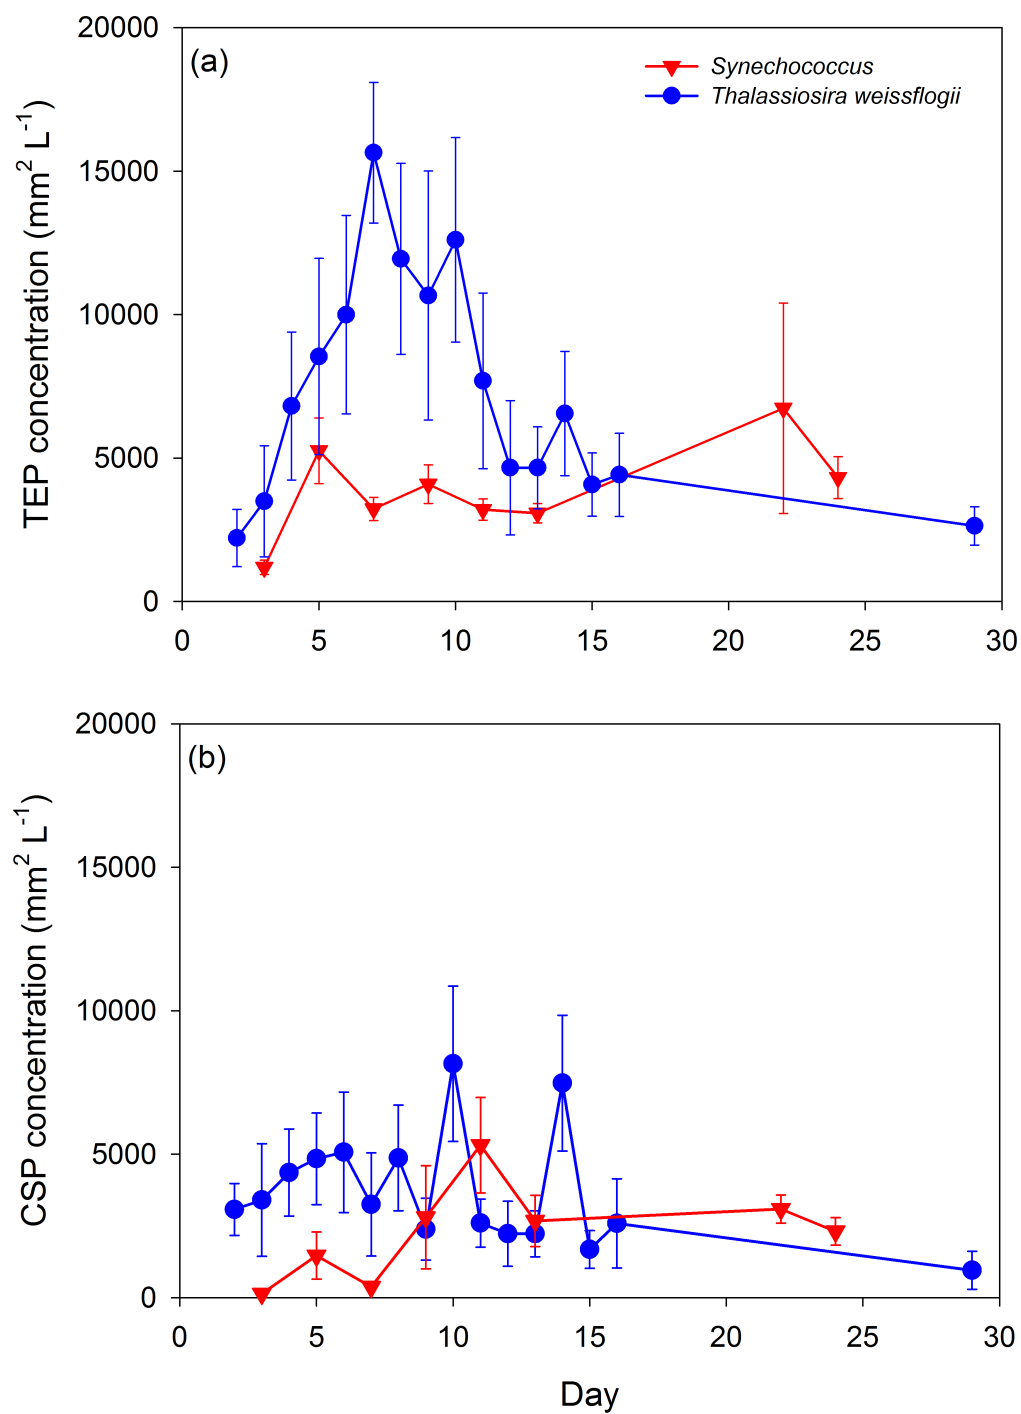 20000
(a)
Synechococcus
Thalassiosira weissflogii
15000
10000
5000
0
TEP concentration (mm² L⁻¹)
0 5 10 15 20 25 30
20000
(b)
15000
10000
5000
0
CSP concentration (mm² L⁻¹)
0 5 10 15 20 25 30
Day